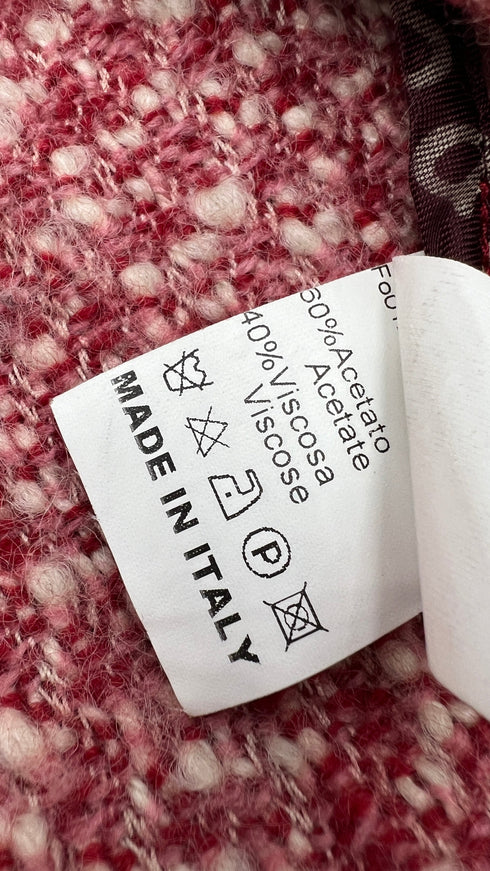 60%Acetato
Acetate
40%Viscosa
Viscose
P
MADE IN ITALY